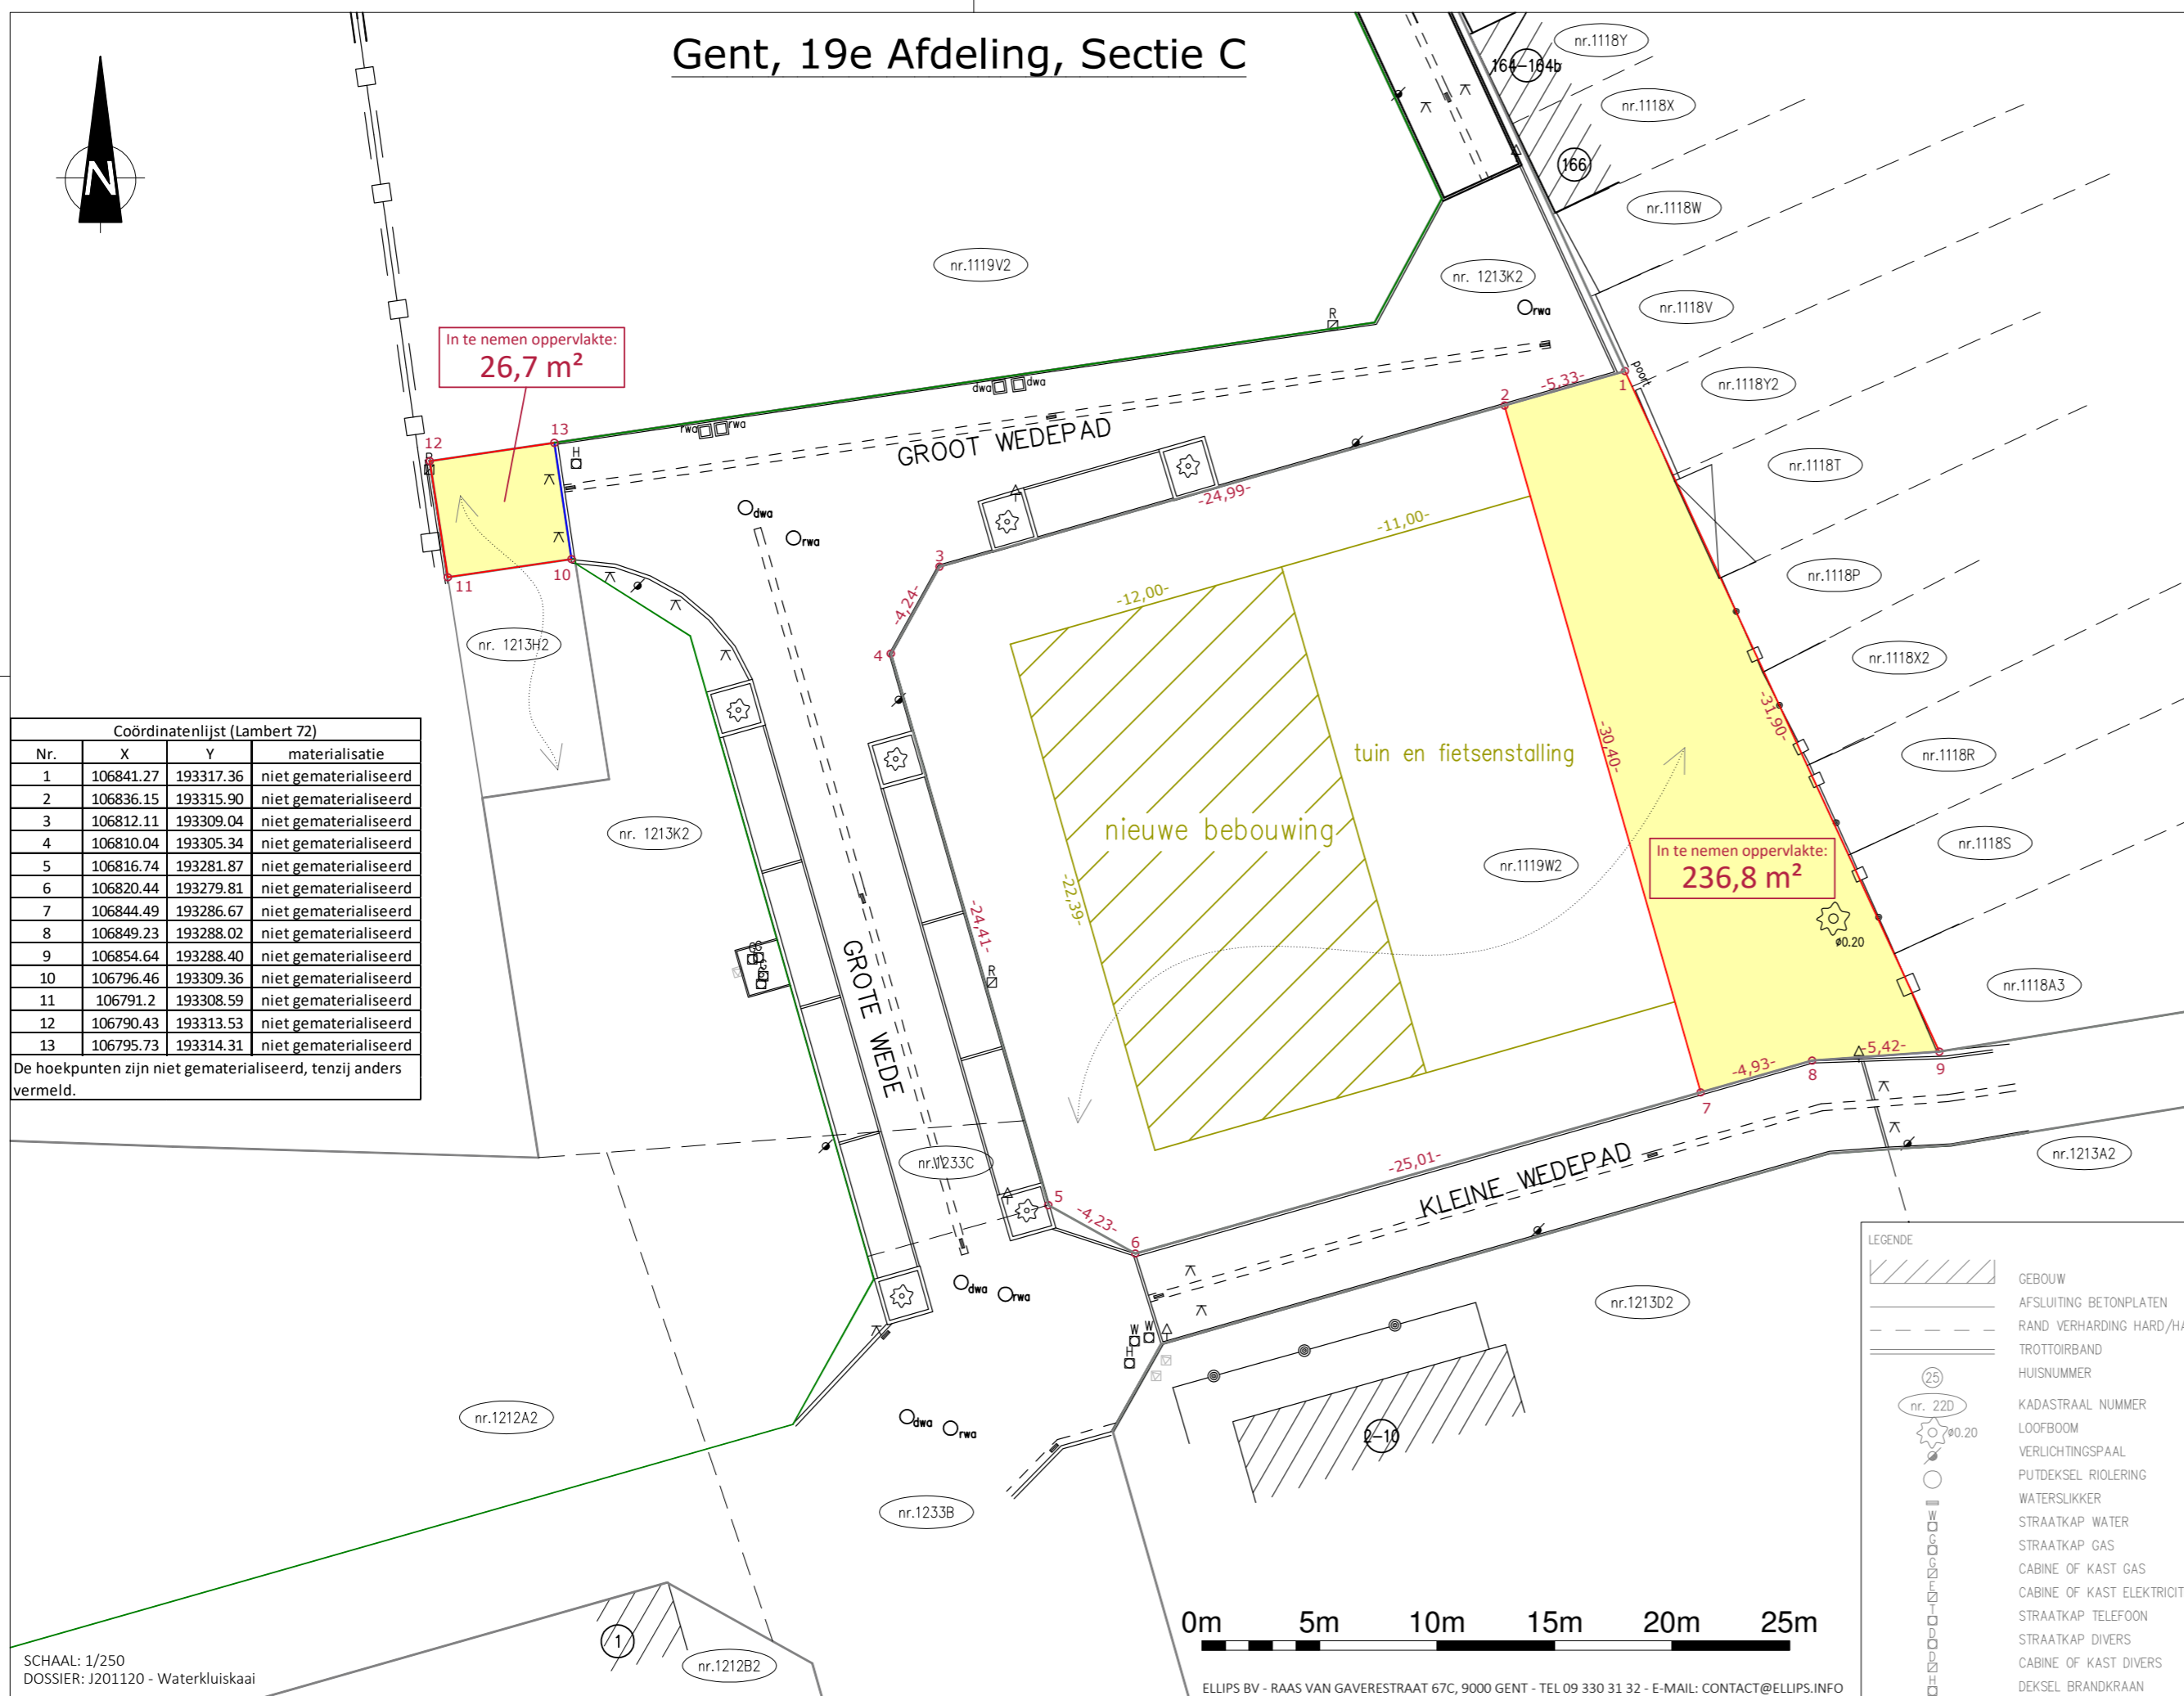 Gent, 19e Afdeling, Sectie C
N
164-164b
nr.1118Y
nr.1118X
166
nr.1118W
nr.1119V2
nr. 1213K2
rwa
nr.1118V
R
In te nemen oppervlakte:
26,7 m²
poort
nr.1118Y2
-5,33-
1
2
dwa
dwa
rwa
rwa
GROOT WEDEPAD
12
13
R
H
nr.1118T
-24,99-
-11,00-
dwa
rwa
3
10
11
nr.1118P
-12,00-
-4,24-
nr. 1213H2
4
nr.1118X2
-31,90-
-30,40-
tuin en fietsenstalling
nr.1118R
nieuwe bebouwing
nr. 1213K2
nr.1118S
In te nemen oppervlakte:
236,8 m²
nr.1119W2
-22,39-
-24,41-
ø0.20
R
GROTE WEDE
nr.1118A3
Coördinatenlijst (Lambert 72)
Nr. X Y materialisatie
1 106841.27 193317.36 niet gematerialiseerd
2 106836.15 193315.90 niet gematerialiseerd
3 106812.11 193309.04 niet gematerialiseerd
4 106810.04 193305.34 niet gematerialiseerd
5 106816.74 193281.87 niet gematerialiseerd
6 106820.44 193279.81 niet gematerialiseerd
7 106844.49 193286.67 niet gematerialiseerd
8 106849.23 193288.02 niet gematerialiseerd
9 106854.64 193288.40 niet gematerialiseerd
10 106796.46 193309.36 niet gematerialiseerd
11 106791.2 193308.59 niet gematerialiseerd
12 106790.43 193313.53 niet gematerialiseerd
13 106795.73 193314.31 niet gematerialiseerd
De hoekpunten zijn niet gematerialiseerd, tenzij anders
vermeld.
-4,93-
-5,42-
7
8
9
nr.1233C
-25,01-
KLEINE WEDEPAD
nr.1213A2
5
-4,23-
6
dwa
rwa
W
W
H
nr.1213D2
2-10
nr.1212A2
dwa
rwa
nr.1233B
1
nr.1212B2
LEGENDE
GEBOUW
AFSLUITING BETONPLATEN
RAND VERHARDING HARD/HA
TROTTOIRBAND
25 HUISNUMMER
nr. 22D KADASTRAAL NUMMER
ø0.20 LOOFBOOM
VERLICHTINGSPAAL
PUTDEKSEL RIOLERING
WATERSLIKKER
W STRAATKAP WATER
G STRAATKAP GAS
G CABINE OF KAST GAS
E CABINE OF KAST ELEKTRICIT
T STRAATKAP TELEFOON
D STRAATKAP DIVERS
D CABINE OF KAST DIVERS
H DEKSEL BRANDKRAAN
0m 5m 10m 15m 20m 25m
SCHAAL: 1/250
DOSSIER: J201120 - Waterkluiskaai
ELLIPS BV - RAAS VAN GAVERESTRAAT 67C, 9000 GENT - TEL 09 330 31 32 - E-MAIL: CONTACT@ELLIPS.INFO